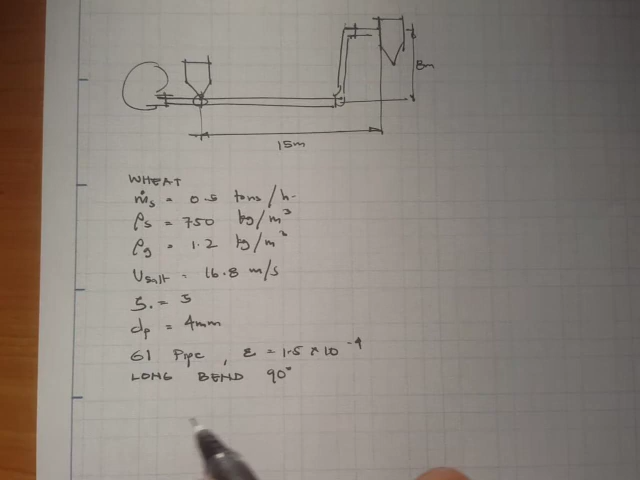 8m
15m
WHEAT
ṁs = 0.5 tons/h.
ρs = 750 kg/m³
ρg = 1.2 kg/m³
Usalt = 16.8 m/s
S. = 5
dp = 4mm
GI Pipe, ε = 1.5 × 10⁻⁴
LONG BEND 90°